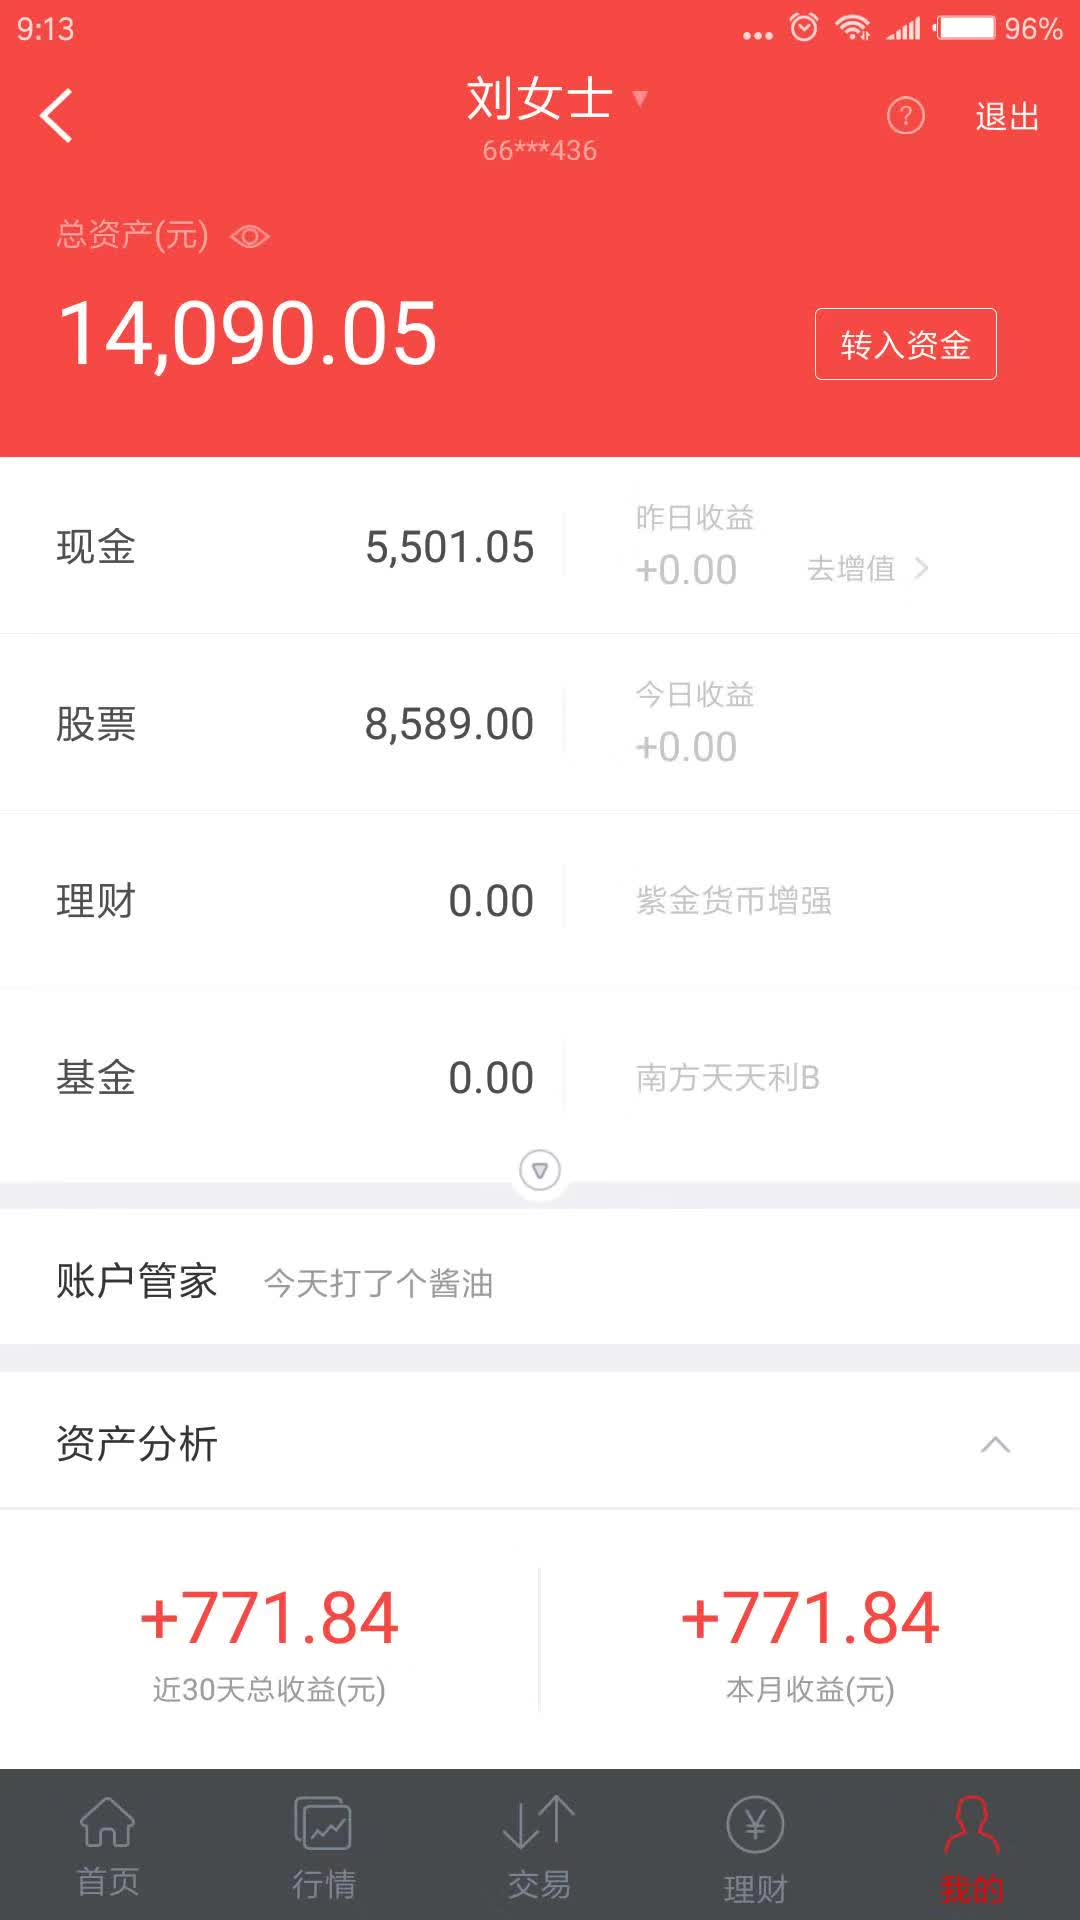 9:13
96%
刘女士
66***436
退出
总资产(元)
14,090.05
转入资金
现金 5,501.05
昨日收益
+0.00 去增值
股票 8,589.00
今日收益
+0.00
理财 0.00 紫金货币增强
基金 0.00 南方天天利B
账户管家 今天打了个酱油
资产分析
+771.84 +771.84
近30天总收益(元) 本月收益(元)
首页 行情 交易 理财 我的